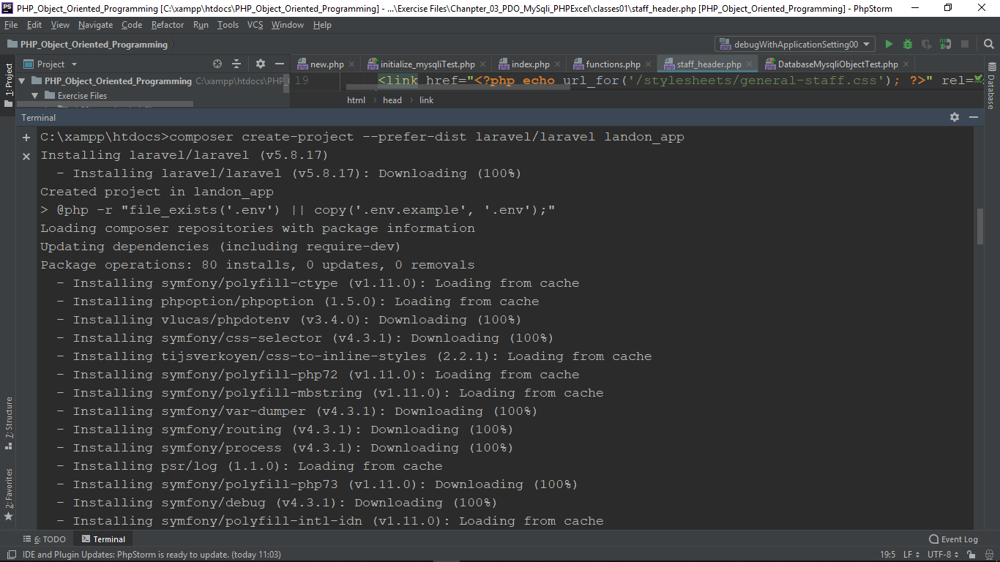 PS PHP_Object_Oriented_Programming [C:\xampp\htdocs\PHP_Object_Oriented_Programming] - ...\Exercise Files\Chanpter_03_PDO_MySqli_PHPExcel\classes01\staff_header.php [PHP_Object_Oriented_Programming] - PhpStorm
File Edit View Navigate Code Refactor Run Tools VCS Window Help
PHP_Object_Oriented_Programming
debugWithApplicationSetting00
1: Project
Project
new.php
initialize_mysqliTest.php
index.php
functions.php
staff_header.php
DatabaseMysqliObjectTest.php
PHP_Object_Oriented_Programming C:\xampp\htdocs\PHP_
19 <link href="<?php echo url_for('/stylesheets/general-staff.css'); ?>" rel=
Exercise Files
html > head > link
Database
Terminal
C:\xampp\htdocs>composer create-project --prefer-dist laravel/laravel landon_app
Installing laravel/laravel (v5.8.17)
- Installing laravel/laravel (v5.8.17): Downloading (100%)
Created project in landon_app
> @php -r "file_exists('.env') || copy('.env.example', '.env');"
Loading composer repositories with package information
Updating dependencies (including require-dev)
Package operations: 80 installs, 0 updates, 0 removals
- Installing symfony/polyfill-ctype (v1.11.0): Loading from cache
- Installing phpoption/phpoption (1.5.0): Loading from cache
- Installing vlucas/phpdotenv (v3.4.0): Downloading (100%)
- Installing symfony/css-selector (v4.3.1): Downloading (100%)
- Installing tijsverkoyen/css-to-inline-styles (2.2.1): Loading from cache
- Installing symfony/polyfill-php72 (v1.11.0): Loading from cache
- Installing symfony/polyfill-mbstring (v1.11.0): Loading from cache
- Installing symfony/var-dumper (v4.3.1): Downloading (100%)
- Installing symfony/routing (v4.3.1): Downloading (100%)
- Installing symfony/process (v4.3.1): Downloading (100%)
- Installing psr/log (1.1.0): Loading from cache
- Installing symfony/polyfill-php73 (v1.11.0): Downloading (100%)
- Installing symfony/debug (v4.3.1): Downloading (100%)
- Installing symfony/polyfill-intl-idn (v1.11.0): Loading from cache
7: Structure
2: Favorites
6: TODO
Terminal
Event Log
IDE and Plugin Updates: PhpStorm is ready to update. (today 11:03)
19:5 LF UTF-8